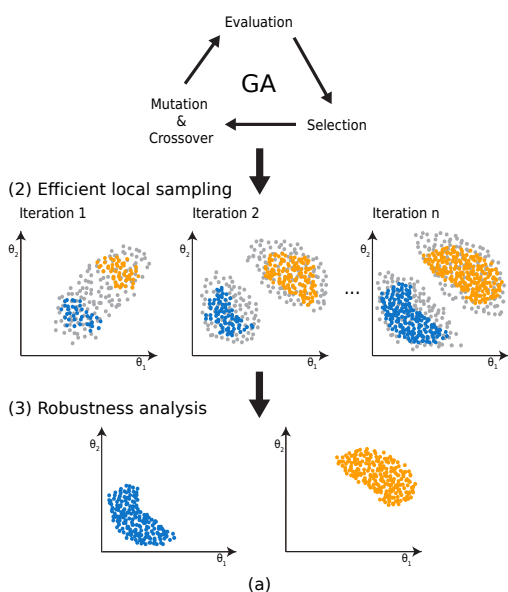 Evaluation
GA
Mutation
&
Crossover
Selection
(2) Efficient local sampling
Iteration 1
Iteration 2
Iteration n
θ2
θ1
θ2
θ1
...
θ2
θ1
(3) Robustness analysis
θ2
θ1
θ2
θ1
(a)